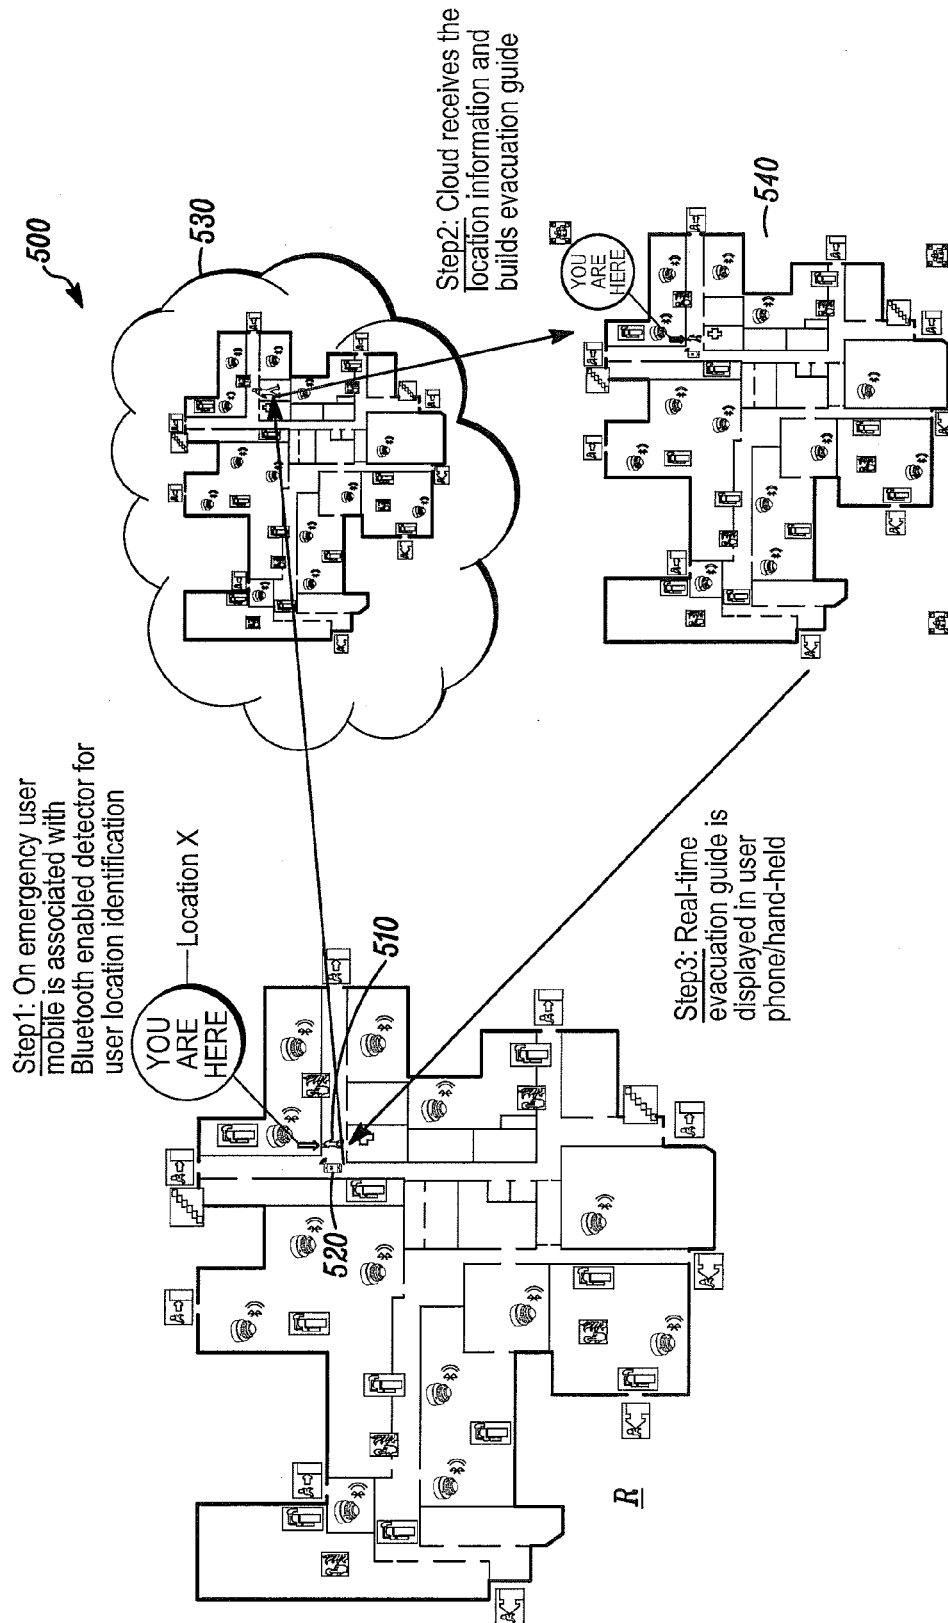 500
Step1: On emergency user
mobile is associated with
Bluetooth enabled detector for
user location identification
YOU
ARE
HERE
Location X
510
520
R
530
Step2: Cloud receives the
location information and
builds evacuation guide
YOU
ARE
HERE
540
Step3: Real-time
evacuation guide is
displayed in user
phone/hand-held